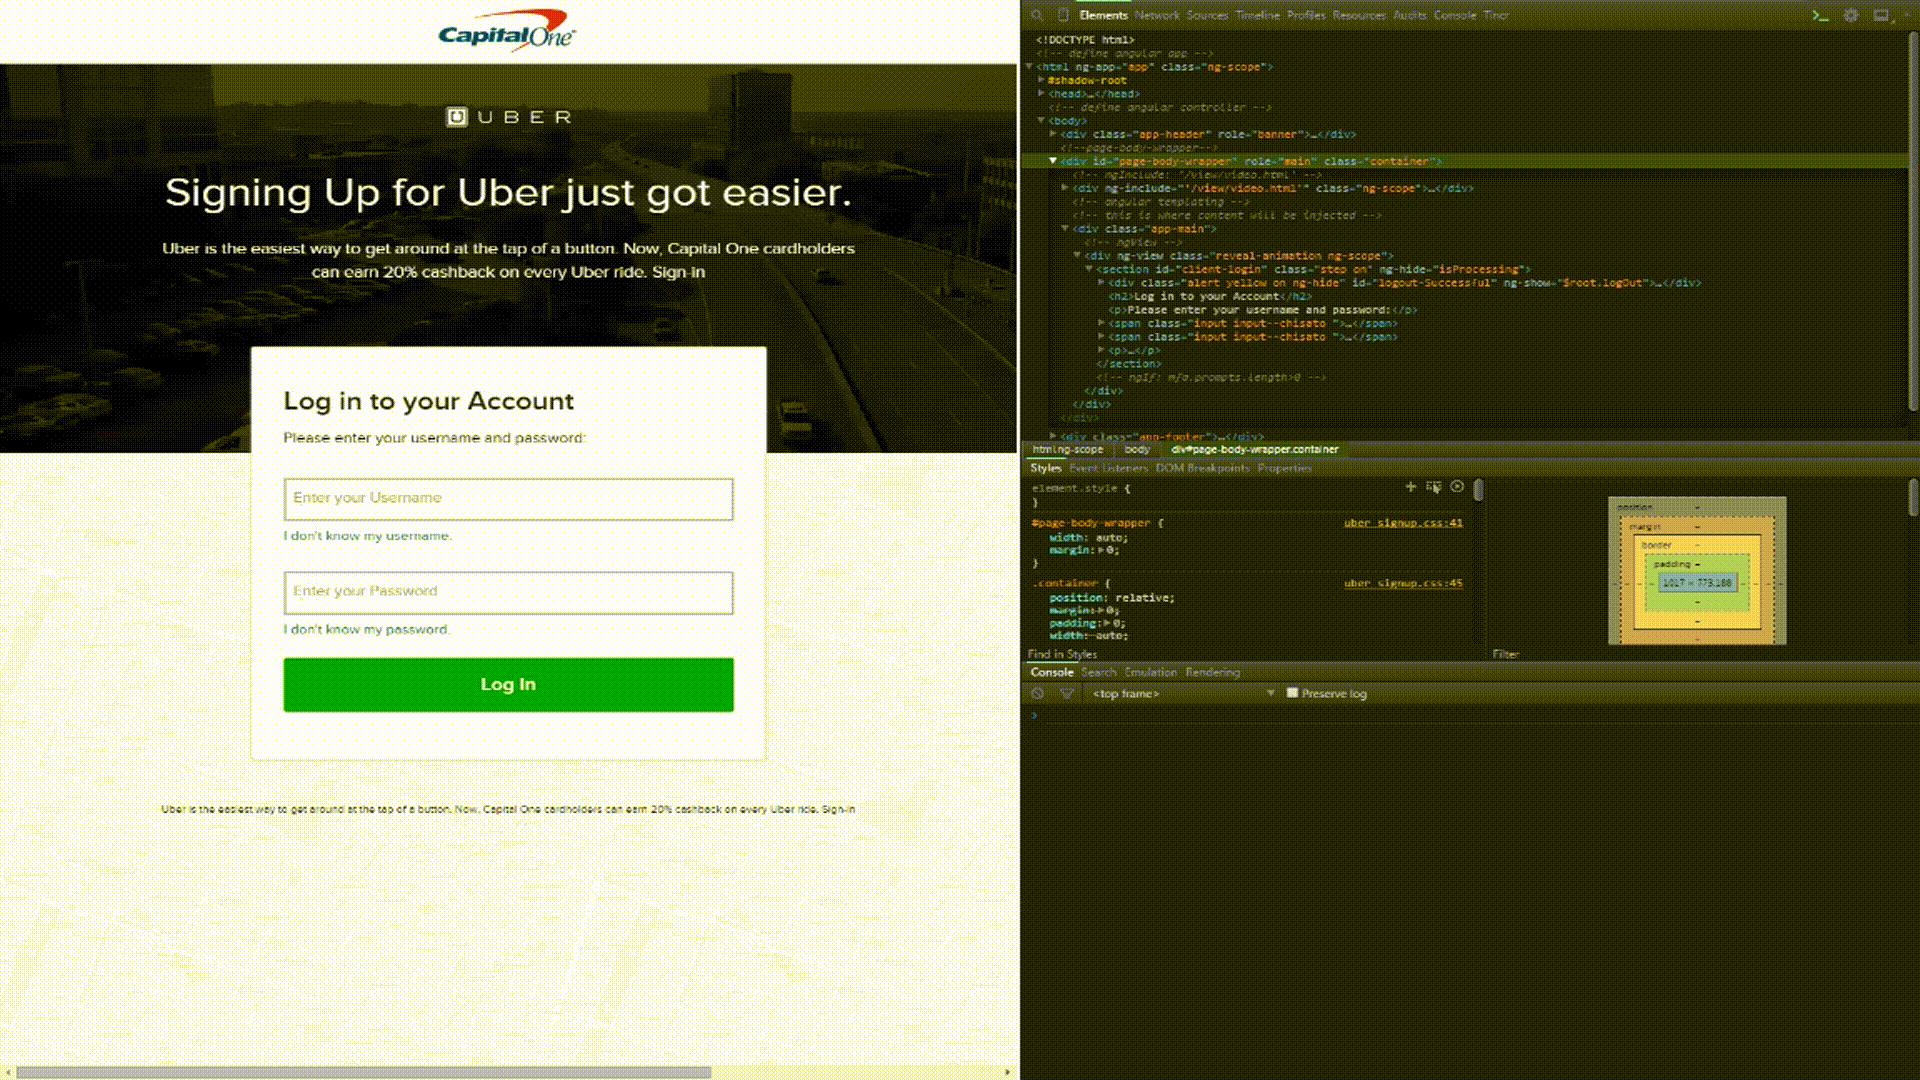 CapitalOne
UBER
Signing Up for Uber just got easier.
Uber is the easiest way to get around at the tap of a button. Now, Capital One cardholders
can earn 20% cashback on every Uber ride. Sign-In
Log in to your Account
Please enter your username and password:
Enter your Username
I don't know my username.
Enter your Password
I don't know my password.
Log In
Uber is the easiest way to get around at the tap of a button. Now, Capital One cardholders can earn 20% cashback on every Uber ride. Sign-In
Elements Network Sources Timeline Profiles Resources Audits Console Tincr
<!DOCTYPE html>
<!-- define angular app -->
<html ng-app="app" class="ng-scope">
#shadow-root
<head>…</head>
<!-- define angular controller -->
<body>
<div class="app-header" role="banner">…</div>
<!--page-body-wrapper-->
<div id="page-body-wrapper" role="main" class="container">
<!-- ngInclude: '/view/video.html' -->
<div ng-include="'/view/video.html'" class="ng-scope">…</div>
<!-- angular templating -->
<!-- this is where content will be injected -->
<div class="app-main">
<!-- ngView -->
<div ng-view class="reveal-animation ng-scope">
<section id="client-login" class="step on" ng-hide="isProcessing">
<div class="alert yellow on ng-hide" id="logout-Successful" ng-show="$root.logOut">…</div>
<h2>Log in to your Account</h2>
<p>Please enter your username and password:</p>
<span class="input input--chisato ">…</span>
<span class="input input--chisato ">…</span>
<p>…</p>
</section>
<!-- ngIf: mfa.prompts.length>0 -->
</div>
</div>
</div>
<div class="app-footer">…</div>
html.ng-scope body div#page-body-wrapper.container
Styles Event Listeners DOM Breakpoints Properties
element.style {
}
#page-body-wrapper { uber_signup.css:41
width: auto;
margin: 0;
}
.container { uber_signup.css:45
position: relative;
margin: 0;
padding: 0;
width: auto;
position -
margin -
border -
padding -
1017 × 773.188
-
-
-
Find in Styles
Filter
Console Search Emulation Rendering
<top frame> Preserve log